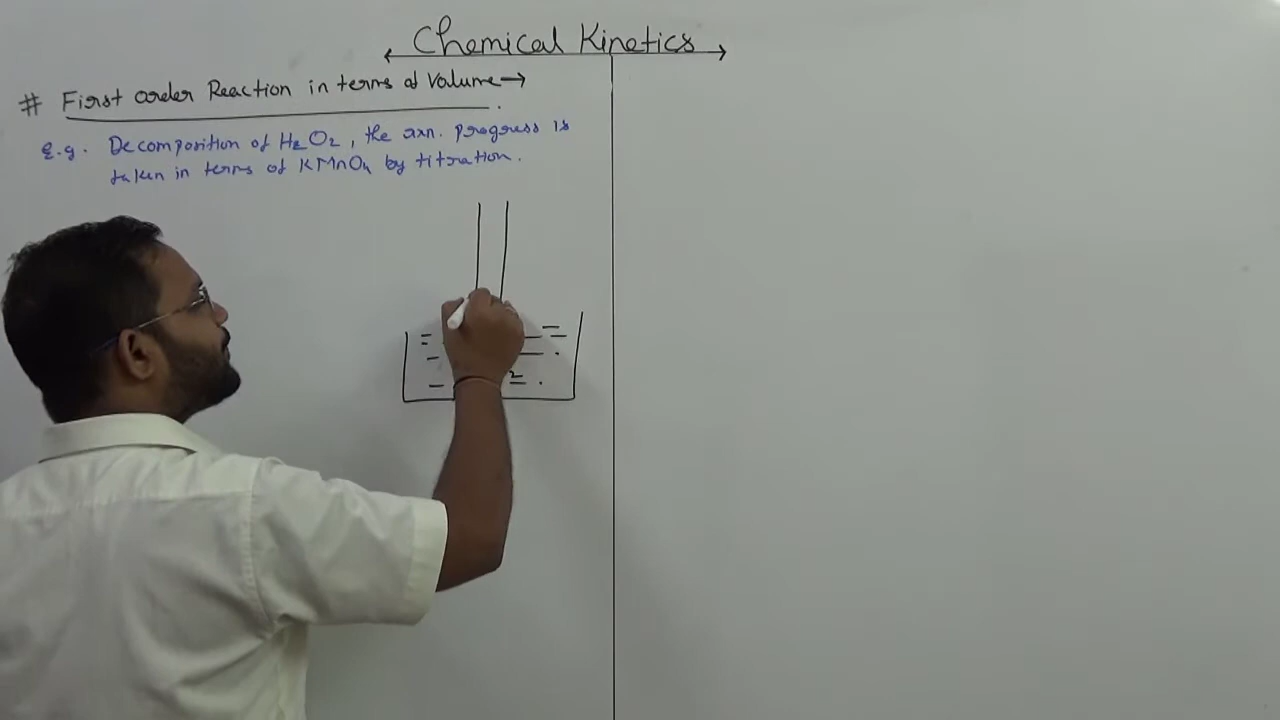 Chemical Kinetics
# First order Reaction in terms of Volume →
E.g. Decomposition of H₂O₂, the rxn. progress is
taken in terms of KMnO₄ by titration.